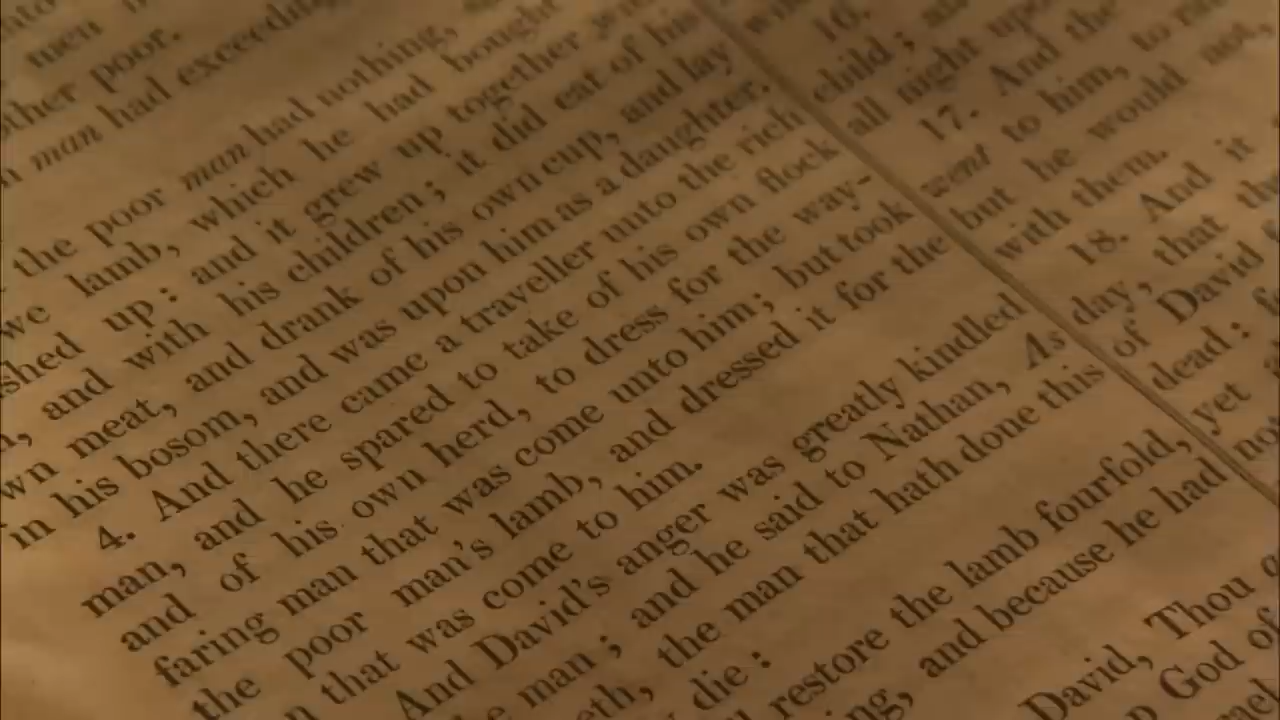 men
other poor.
man had exceeding
the poor man had nothing,
lamb, which he had bought
up: and it grew up together
and with his children; it did eat of his
meat, and drank of his own cup, and lay
in his bosom, and was upon him as a daughter.
4. And there came a traveller unto the rich
man, and he spared to take of his own flock
and of his own herd, to dress for the way-
faring man that was come unto him; but took
the poor man's lamb, and dressed it for the
that was come to him.
And David's anger was greatly kindled
man; and he said to Nathan, As
the man that hath done this
die:
restore the lamb fourfold,
and because he had
David, Thou
God of
16.
child;
all night upon
17. And the
went to him, to
but he would not,
with them.
18. And it
day, that the
of David
dead:
yet